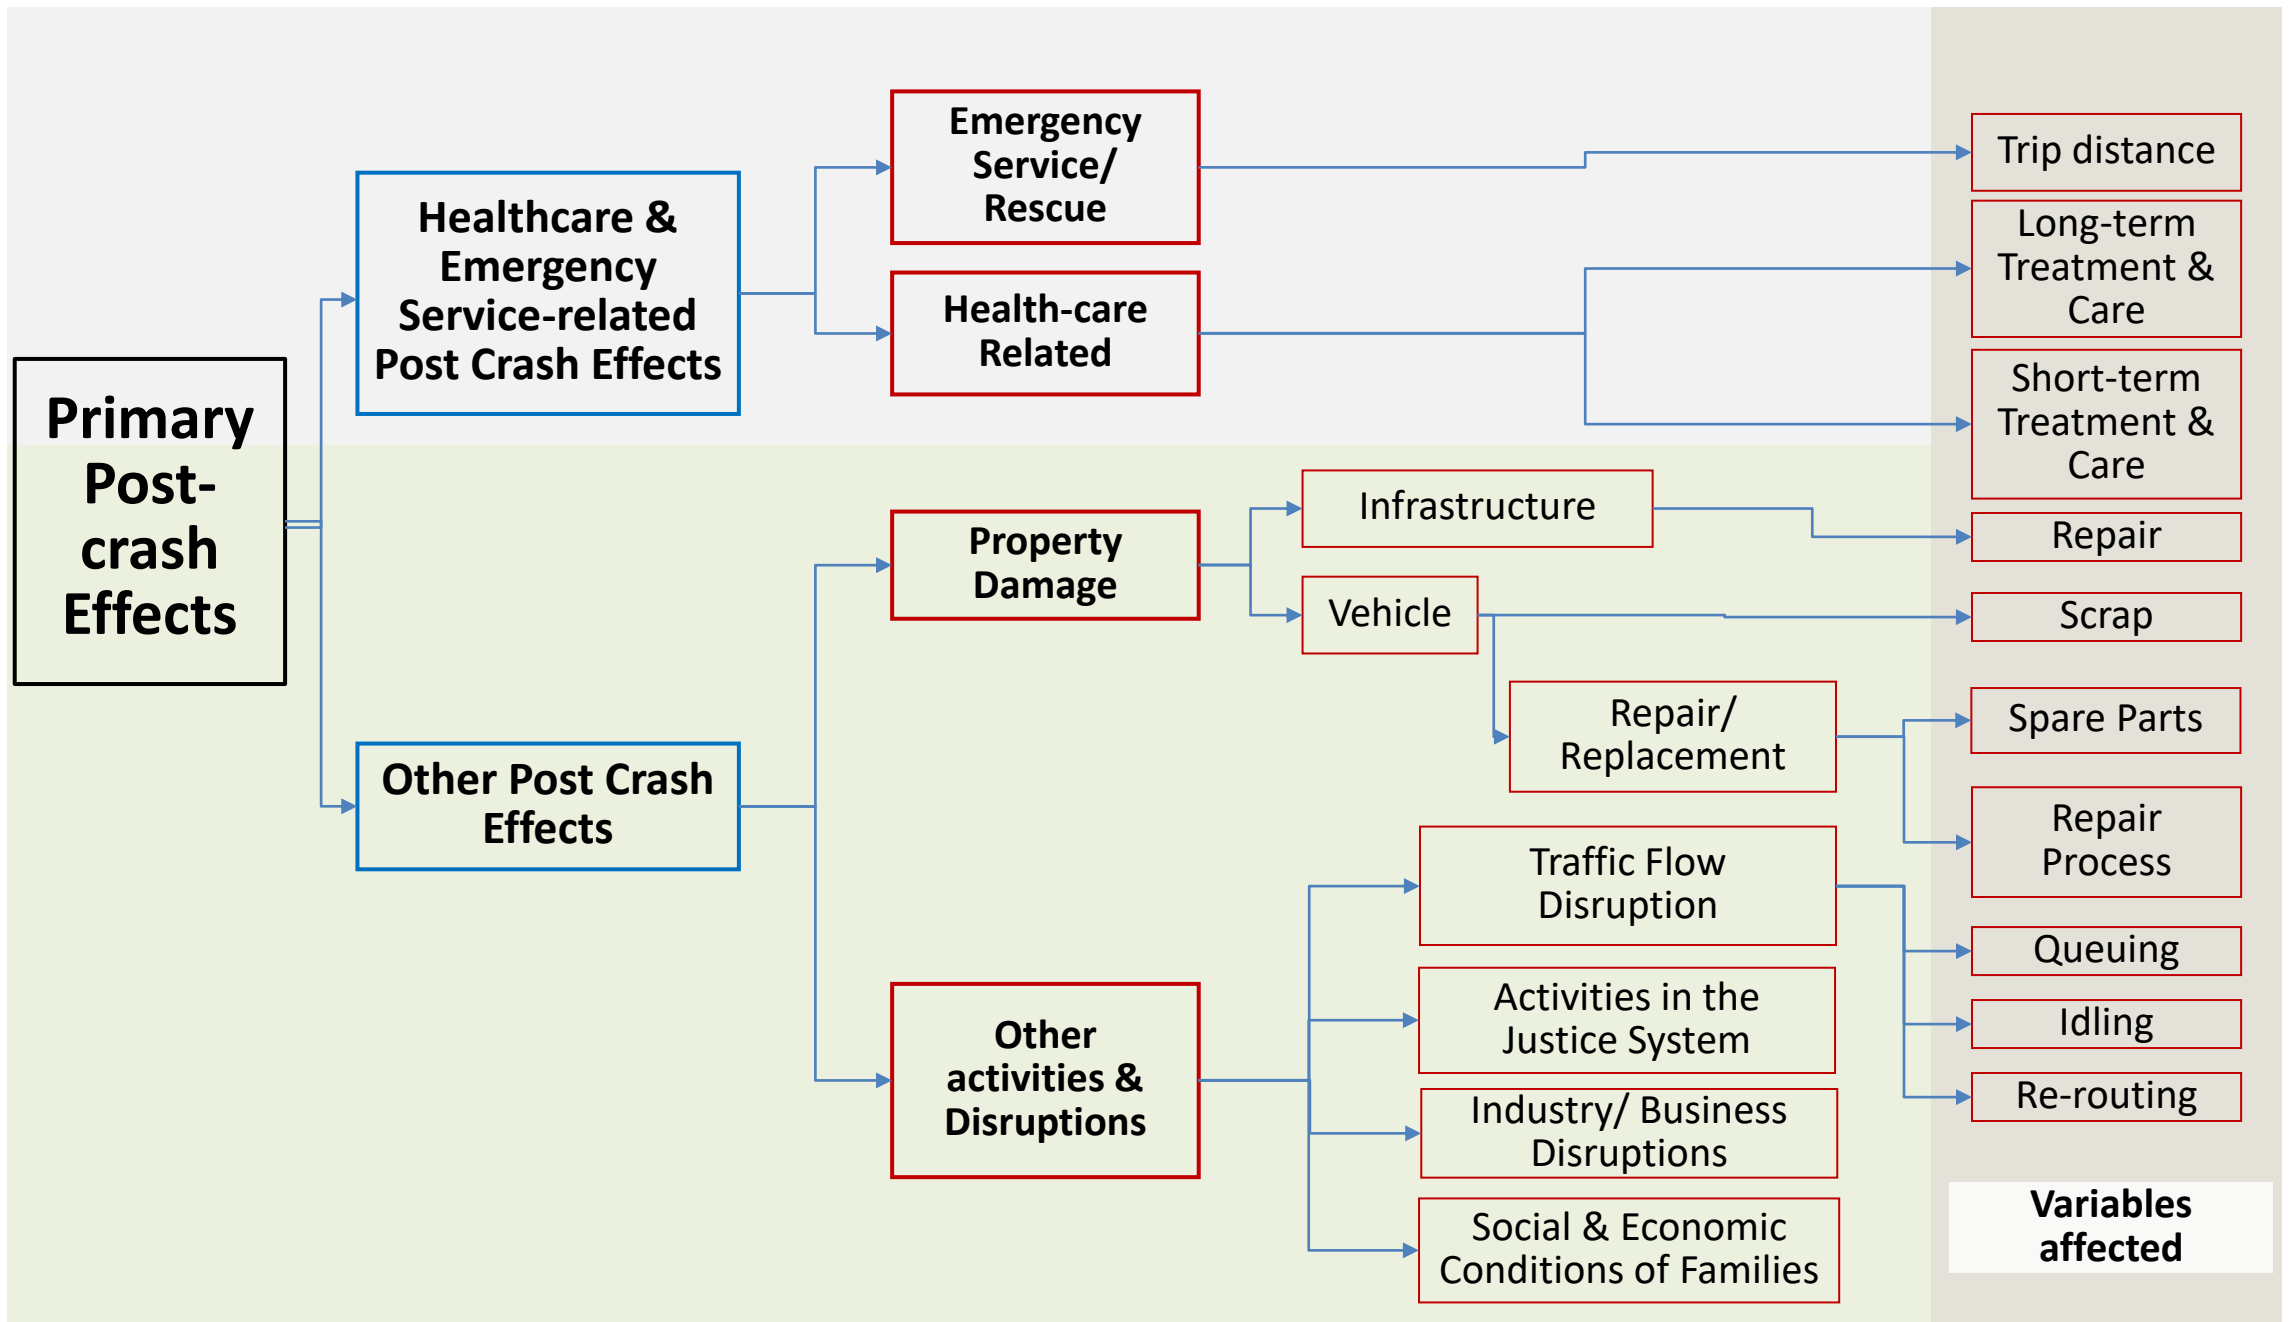 Primary
Post-
crash
Effects
Healthcare &
Emergency
Service-related
Post Crash Effects
Other Post Crash
Effects
Emergency
Service/
Rescue
Health-care
Related
Property
Damage
Other
activities &
Disruptions
Infrastructure
Vehicle
Repair/
Replacement
Traffic Flow
Disruption
Activities in the
Justice System
Industry/ Business
Disruptions
Social & Economic
Conditions of Families
Trip distance
Long-term
Treatment &
Care
Short-term
Treatment &
Care
Repair
Scrap
Spare Parts
Repair
Process
Queuing
Idling
Re-routing
Variables
affected